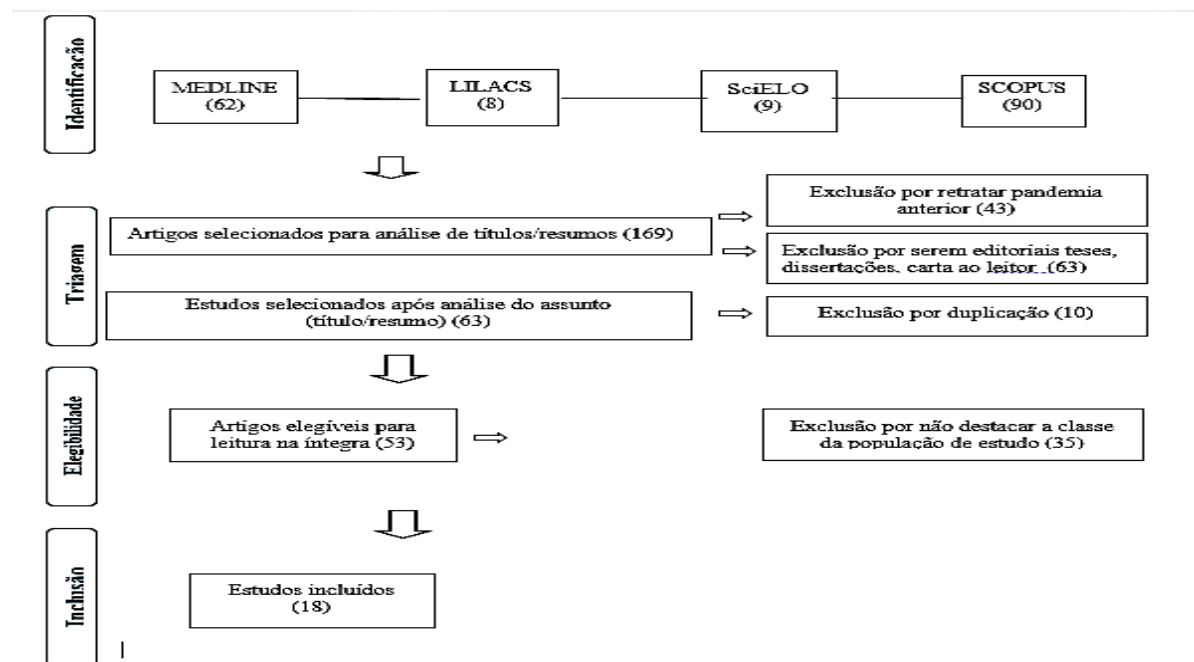 Identificação
MEDLINE
(62)
LILACS
(8)
SciELO
(9)
SCOPUS
(90)
Triagem
Artigos selecionados para análise de títulos/resumos (169)
Exclusão por retratar pandemia
anterior (43)
Exclusão por serem editoriais teses,
dissertações, carta ao leitor (63)
Estudos selecionados após análise do assunto
(título/resumo) (63)
Exclusão por duplicação (10)
Elegibilidade
Artigos elegíveis para
leitura na íntegra (53)
Exclusão por não destacar a classe
da população de estudo (35)
Inclusão
Estudos incluídos
(18)